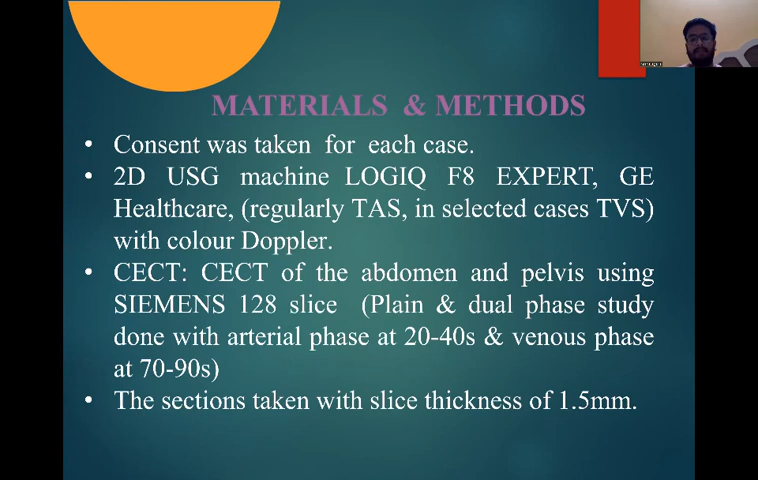 MATERIALS & METHODS
• Consent was taken for each case.
• 2D USG machine LOGIQ F8 EXPERT, GE
Healthcare, (regularly TAS, in selected cases TVS)
with colour Doppler.
• CECT: CECT of the abdomen and pelvis using
SIEMENS 128 slice (Plain & dual phase study
done with arterial phase at 20-40s & venous phase
at 70-90s)
• The sections taken with slice thickness of 1.5mm.